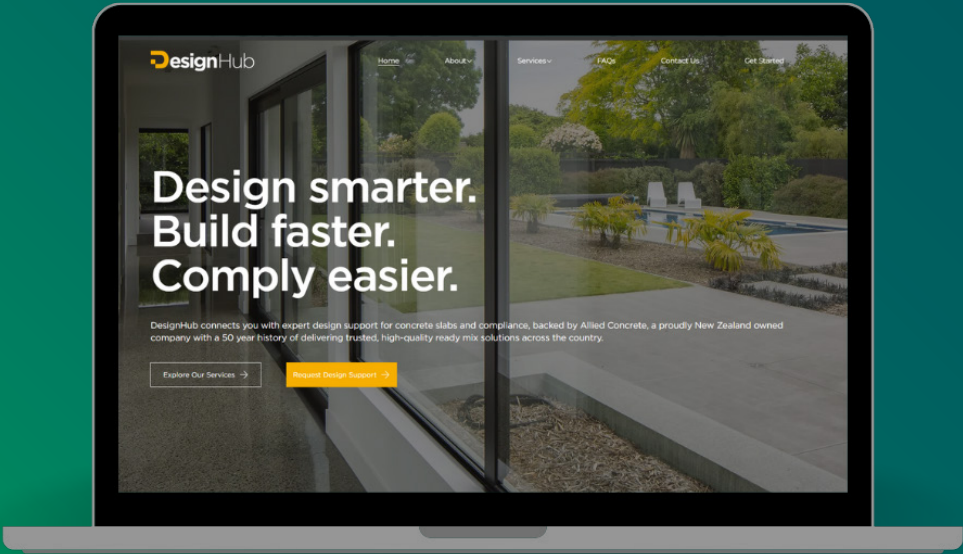 DesignHub
Home About Services FAQs Contact Us Get Started
Design smarter.
Build faster.
Comply easier.
DesignHub connects you with expert design support for concrete slabs and compliance, backed by Allied Concrete, a proudly New Zealand owned
company with a 50 year history of delivering trusted, high-quality ready mix solutions across the country.
Explore Our Services → Request Design Support →